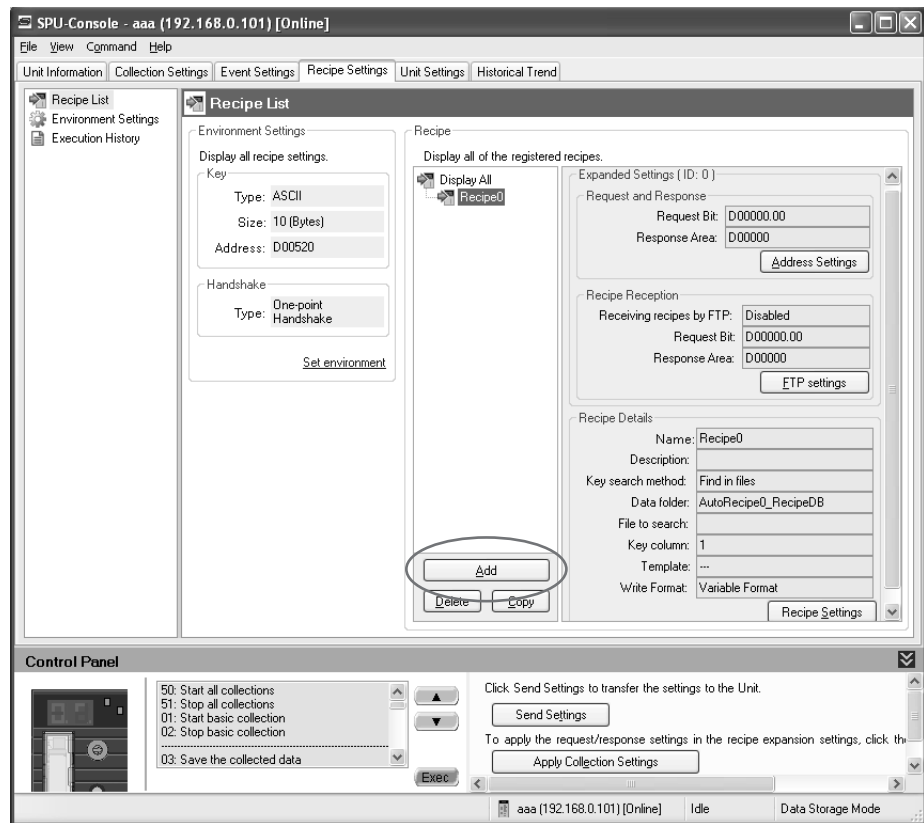 SPU-Console - aaa (192.168.0.101) [Online]
File View Command Help
Unit Information Collection Settings Event Settings Recipe Settings Unit Settings Historical Trend
Recipe List
Environment Settings
Execution History
Recipe List
Environment Settings
Display all recipe settings.
Key
Type: ASCII
Size: 10 (Bytes)
Address: D00520
Handshake
Type: One-point
Handshake
Set environment
Recipe
Display all of the registered recipes.
Display All
Recipe0
Add
Delete Copy
Expanded Settings ( ID: 0 )
Request and Response
Request Bit: D00000.00
Response Area: D00000
Address Settings
Recipe Reception
Receiving recipes by FTP: Disabled
Request Bit: D00000.00
Response Area: D00000
FTP settings
Recipe Details
Name: Recipe0
Description:
Key search method: Find in files
Data folder: AutoRecipe0_RecipeDB
File to search:
Key column: 1
Template: ---
Write Format: Variable Format
Recipe Settings
Control Panel
50: Start all collections
51: Stop all collections
01: Start basic collection
02: Stop basic collection
03: Save the collected data
Exec
Click Send Settings to transfer the settings to the Unit.
Send Settings
To apply the request/response settings in the recipe expansion settings, click
Apply Collection Settings
aaa (192.168.0.101) [Online] Idle Data Storage Mode